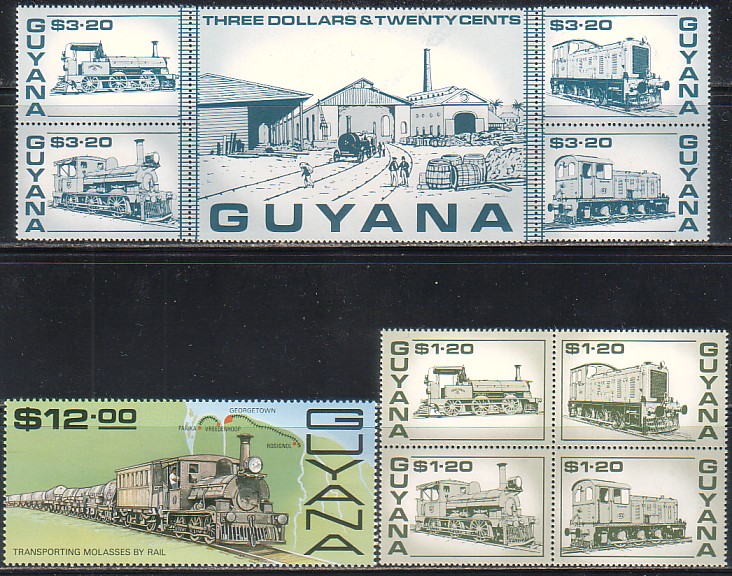 GUYANA
$3·20
THREE DOLLARS & TWENTY CENTS
$3·20
GUYANA
GUYANA
$3·20
$3·20
GUYANA
GUYANA
$12·00
GEORGETOWN
PARIKA
VREEDENHOOP
ROSIGNOL
GUYANA
TRANSPORTING MOLASSES BY RAIL
GUYANA
$1·20
GUYANA
$1·20
GUYANA
$1·20
GUYANA
$1·20